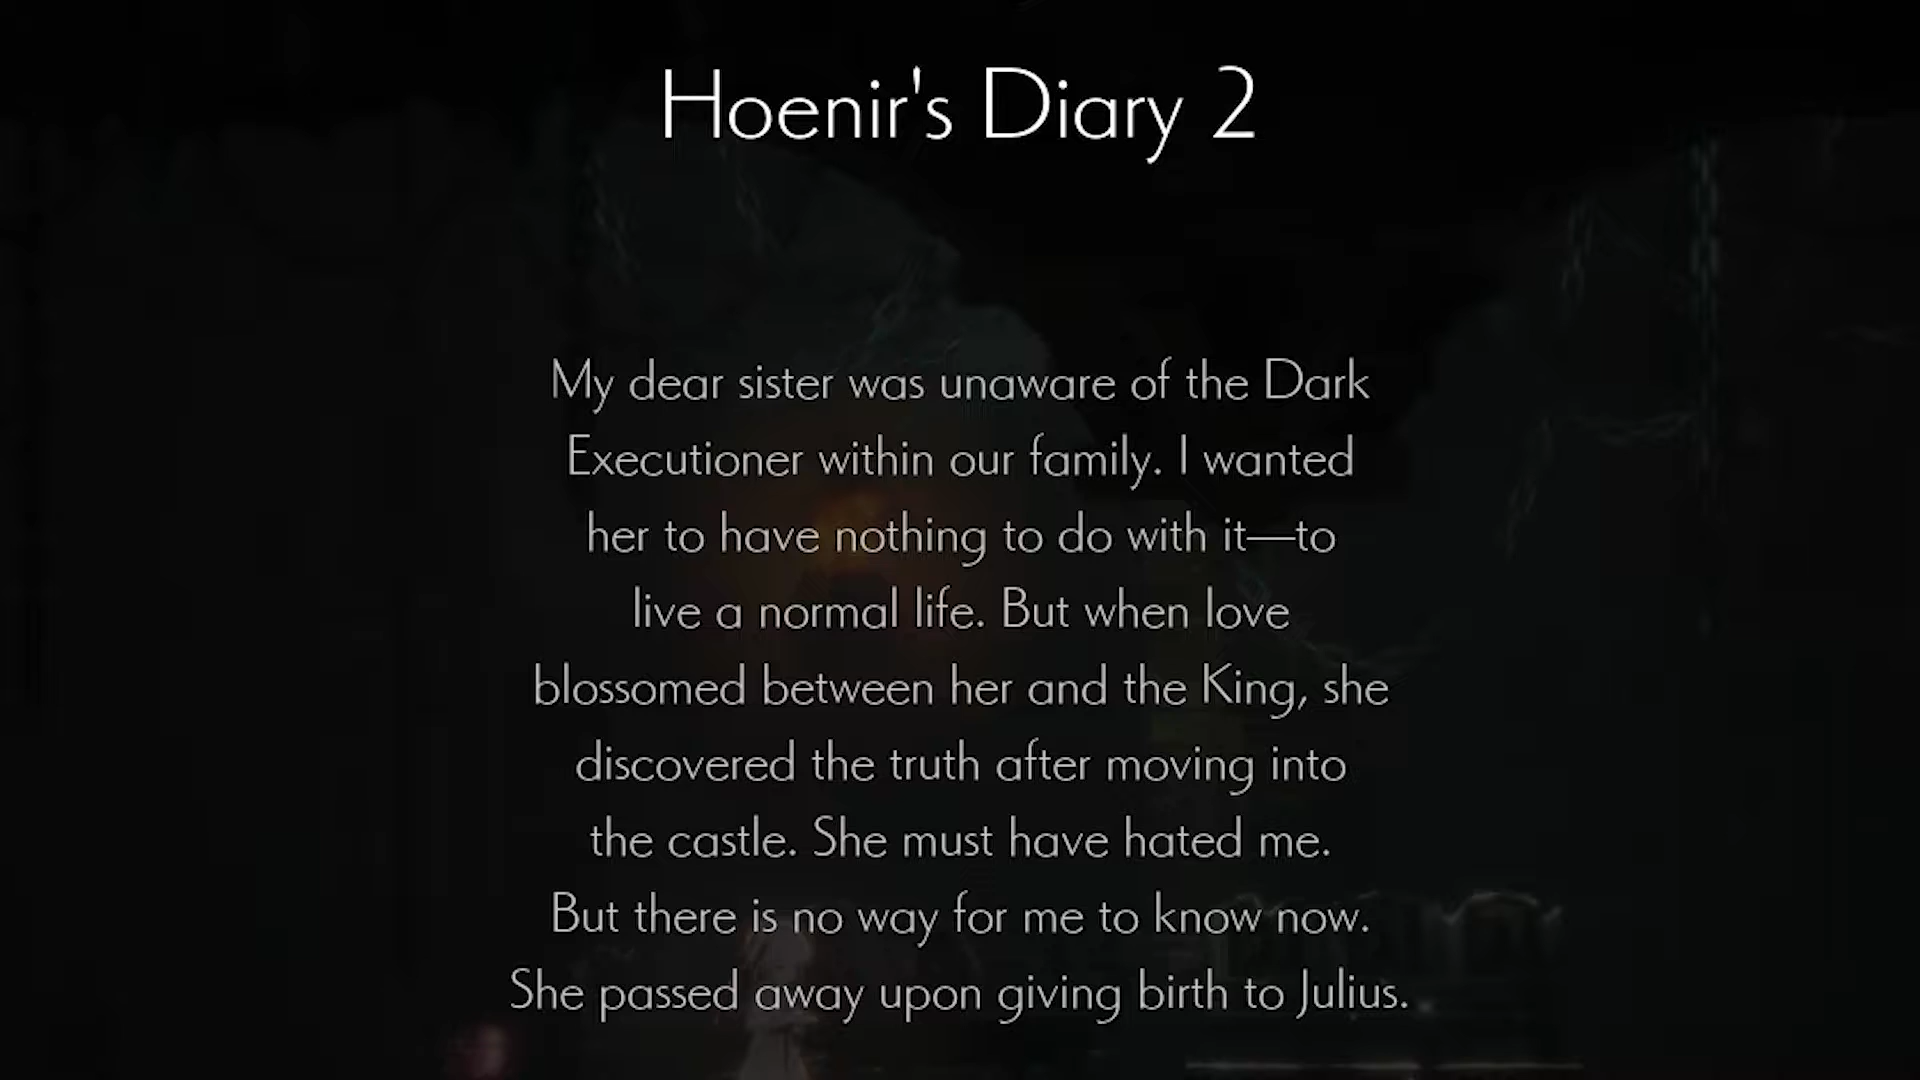 Hoenir's Diary 2
My dear sister was unaware of the Dark
Executioner within our family. I wanted
her to have nothing to do with it—to
live a normal life. But when love
blossomed between her and the King, she
discovered the truth after moving into
the castle. She must have hated me.
But there is no way for me to know now.
She passed away upon giving birth to Julius.